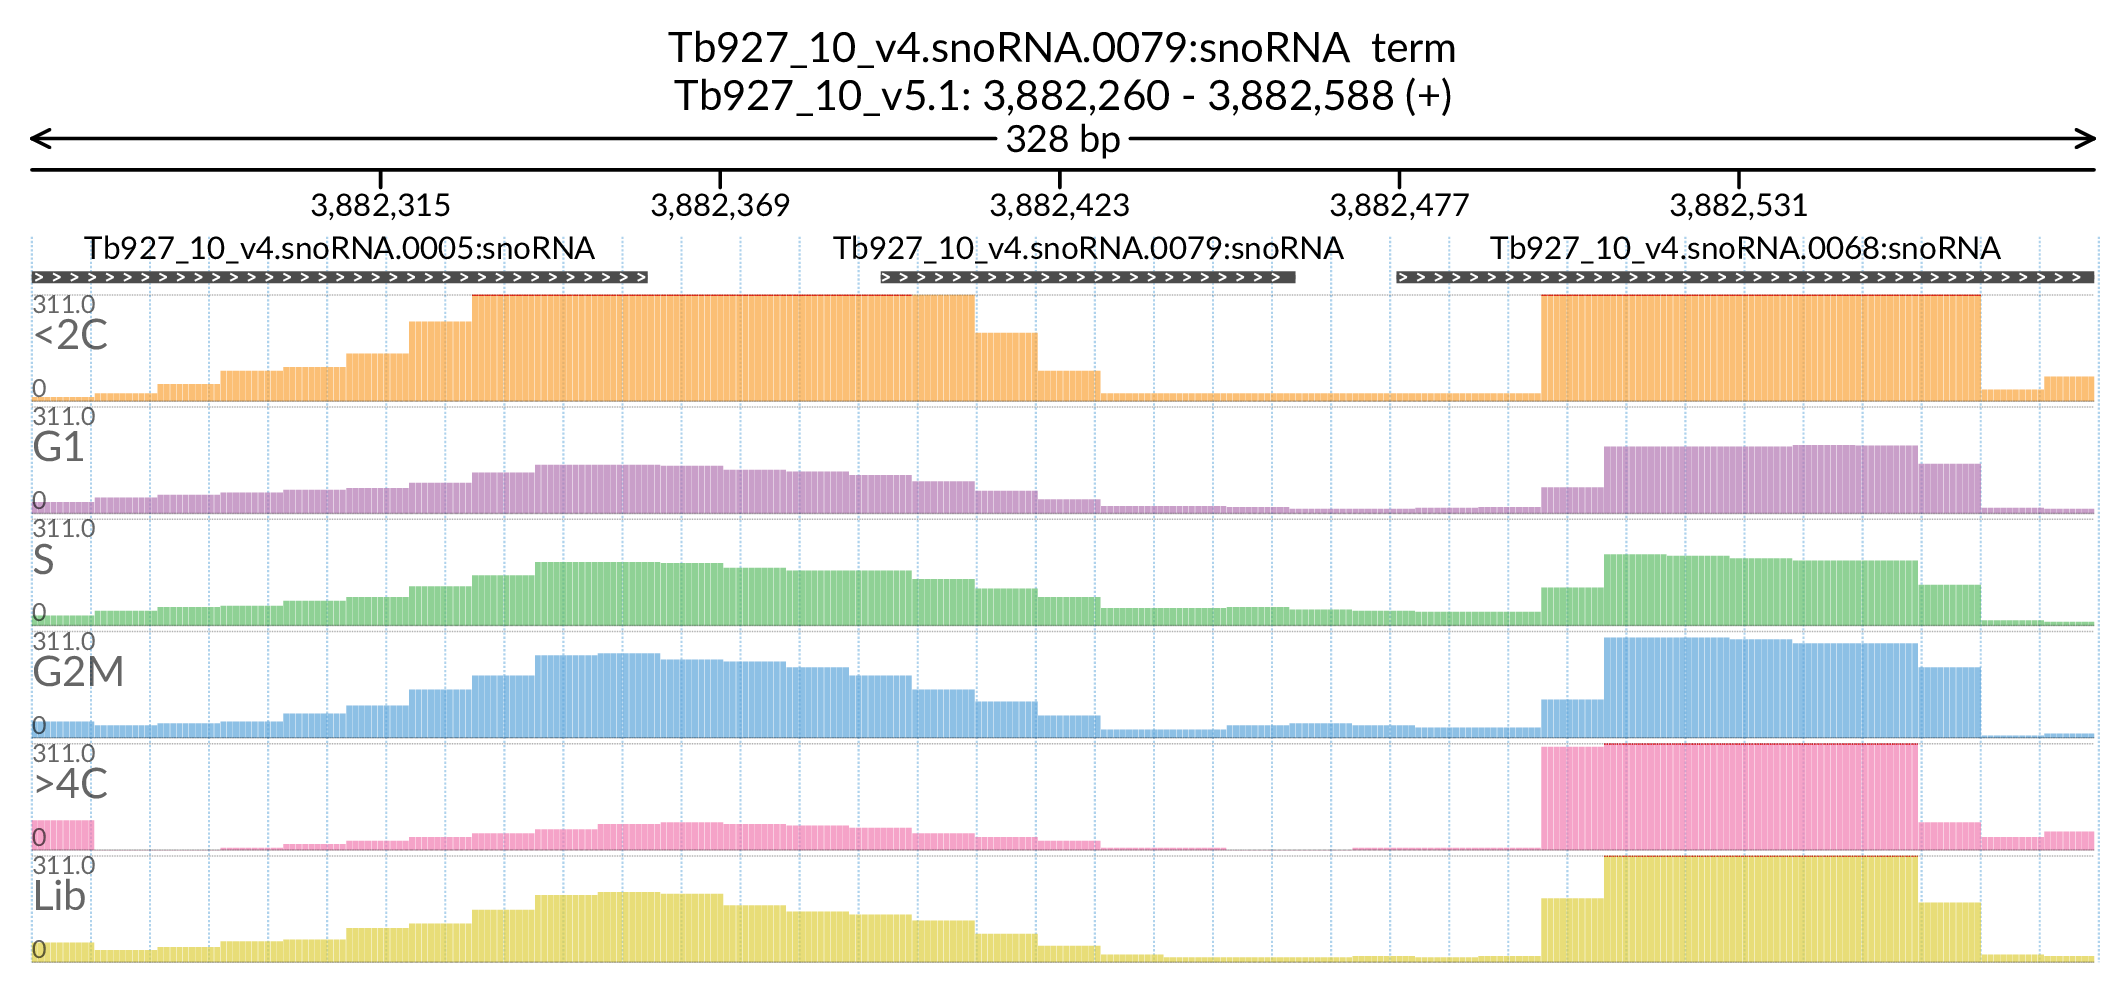 Tb927_10_v4.snoRNA.0079:snoRNA term
Tb927_10_v5.1: 3,882,260 - 3,882,588 (+)
328 bp
3,882,315 3,882,369 3,882,423 3,882,477 3,882,531
Tb927_10_v4.snoRNA.0005:snoRNA Tb927_10_v4.snoRNA.0079:snoRNA Tb927_10_v4.snoRNA.0068:snoRNA
311.0
<2C
0
311.0
G1
0
311.0
S
0
311.0
G2M
0
311.0
>4C
0
311.0
Lib
0